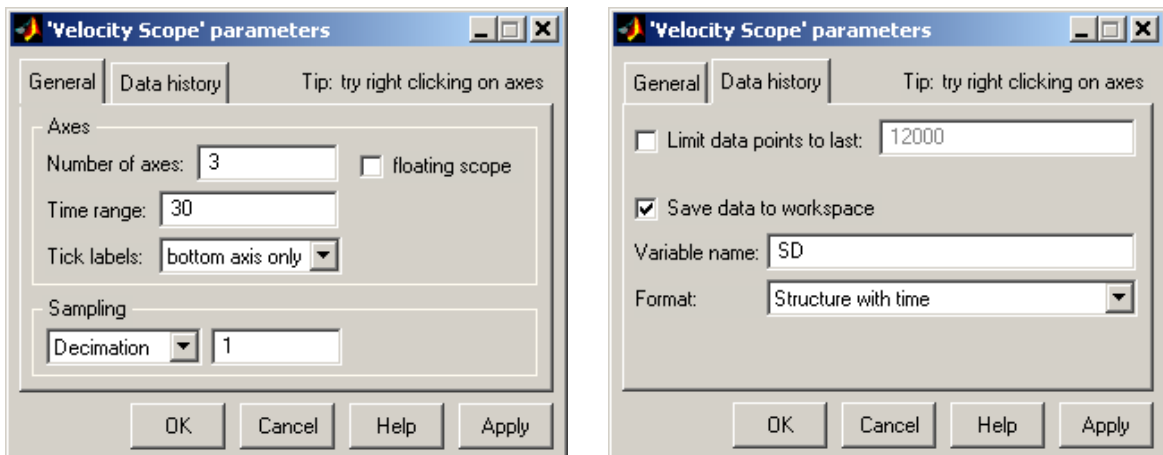 'Velocity Scope' parameters
General Data history Tip: try right clicking on axes
Axes
Number of axes: 3 floating scope
Time range: 30
Tick labels: bottom axis only
Sampling
Decimation 1
OK Cancel Help Apply
'Velocity Scope' parameters
General Data history Tip: try right clicking on axes
Limit data points to last: 12000
Save data to workspace
Variable name: SD
Format: Structure with time
OK Cancel Help Apply